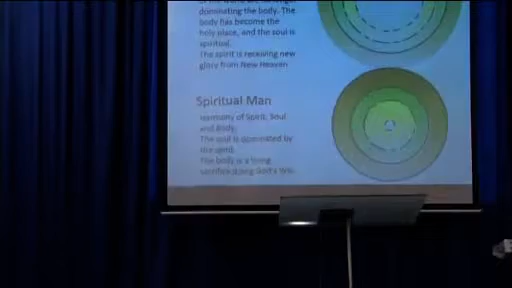 dominating the body. The
body has become the
holy place, and the soul is
spiritual.
The spirit is receiving new
glory from New Heaven
Spiritual Man
Harmony of Spirit, Soul
and Body.
The soul is dominated by
the spirit.
The body is a living
sacrifice doing God's will.